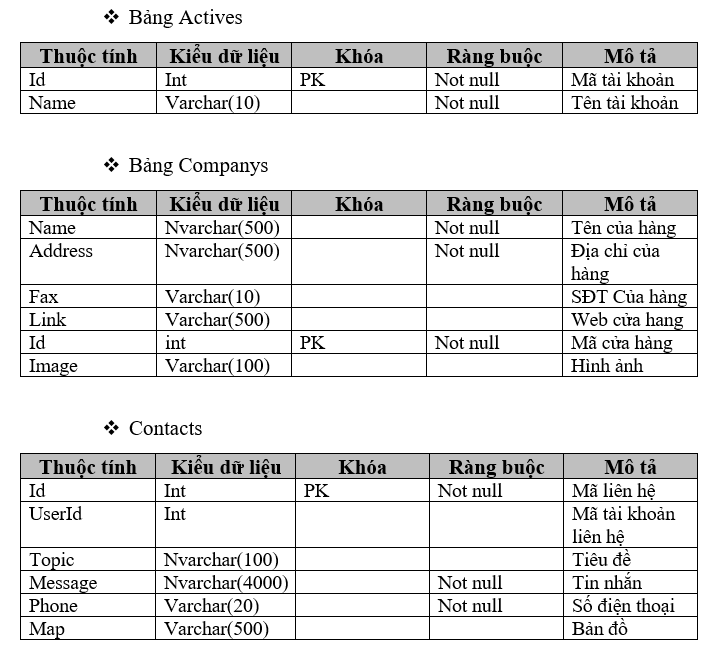 ❖ Bảng Actives
Thuộc tính Kiểu dữ liệu Khóa Ràng buộc Mô tả
Id Int PK Not null Mã tài khoản
Name Varchar(10) Not null Tên tài khoản
❖ Bảng Companys
Thuộc tính Kiểu dữ liệu Khóa Ràng buộc Mô tả
Name Nvarchar(500) Not null Tên của hàng
Address Nvarchar(500) Not null Địa chỉ của
hàng
Fax Varchar(10) SĐT Của hàng
Link Varchar(500) Web cửa hang
Id int PK Not null Mã cửa hàng
Image Varchar(100) Hình ảnh
❖ Contacts
Thuộc tính Kiểu dữ liệu Khóa Ràng buộc Mô tả
Id Int PK Not null Mã liên hệ
UserId Int Mã tài khoản
liên hệ
Topic Nvarchar(100) Tiêu đề
Message Nvarchar(4000) Not null Tin nhắn
Phone Varchar(20) Not null Số điện thoại
Map Varchar(500) Bản đồ